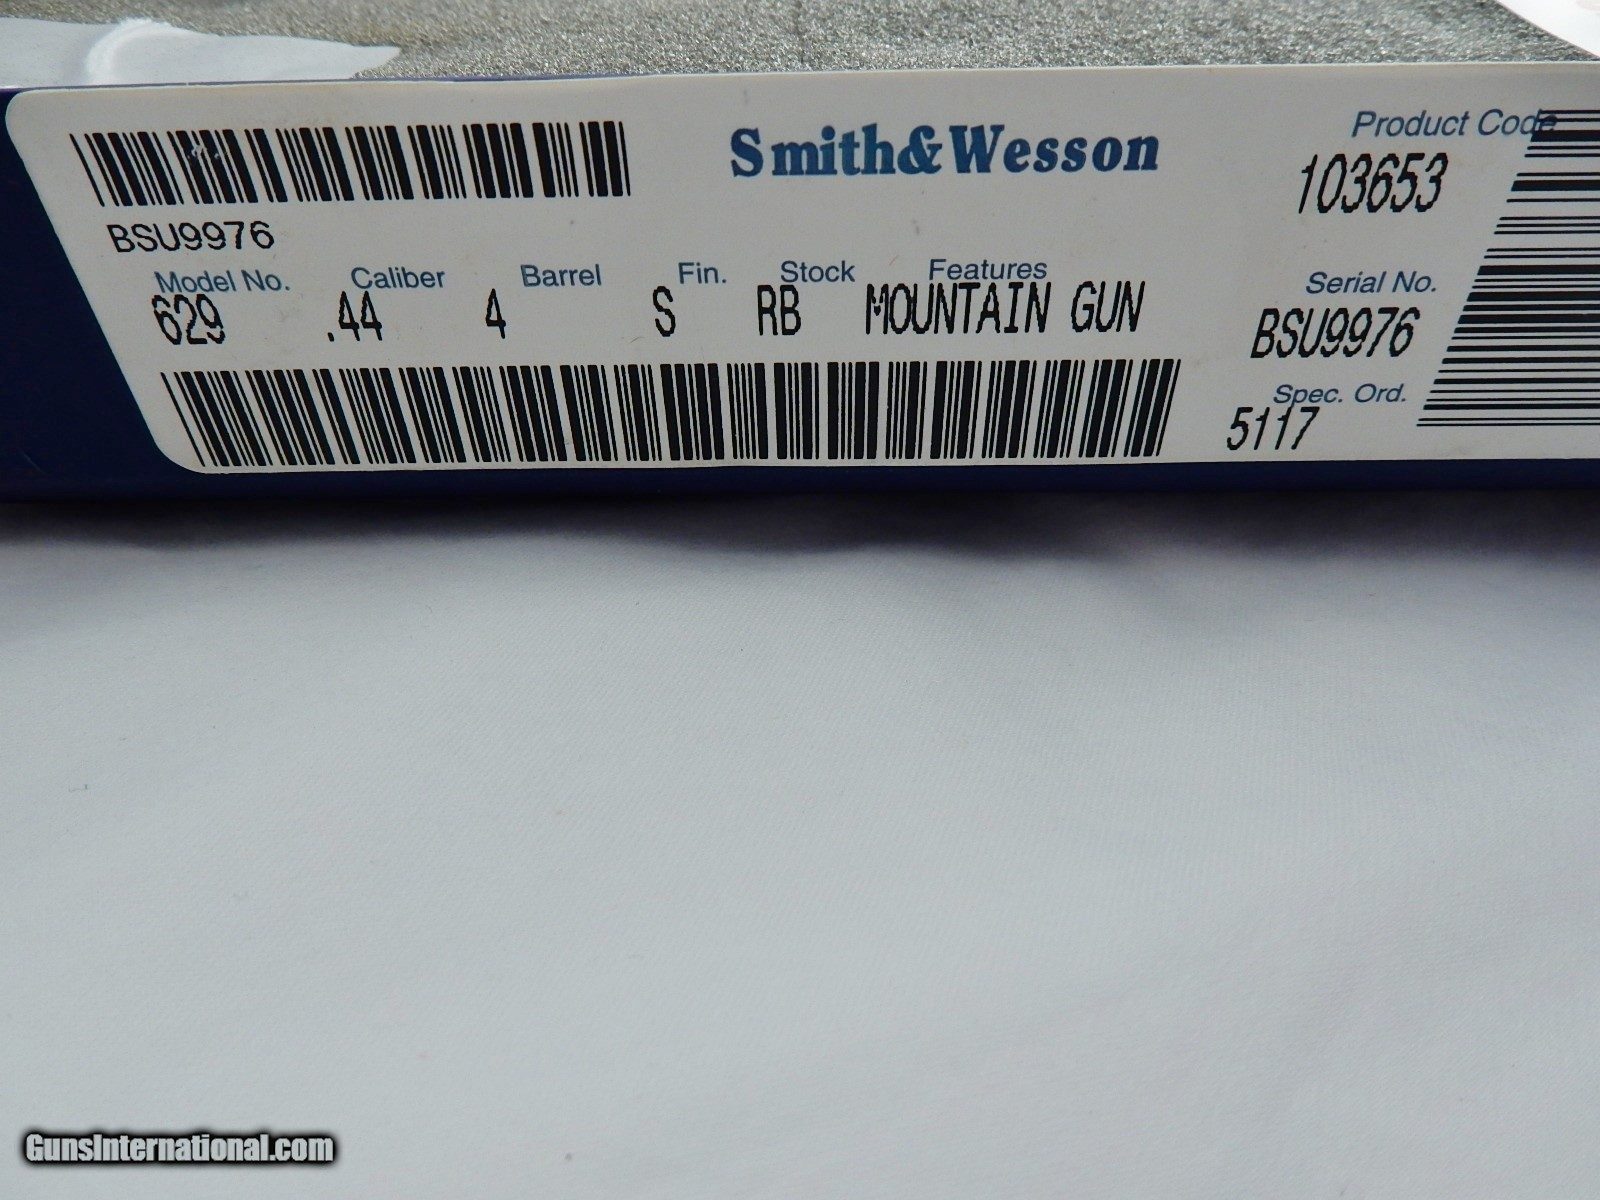 Smith&Wesson
Product Code
103653
BSU9976
Model No. Caliber Barrel Fin. Stock Features Serial No.
629 .44 4 S RB MOUNTAIN GUN BSU9976
Spec. Ord.
5117
GunsInternational.com